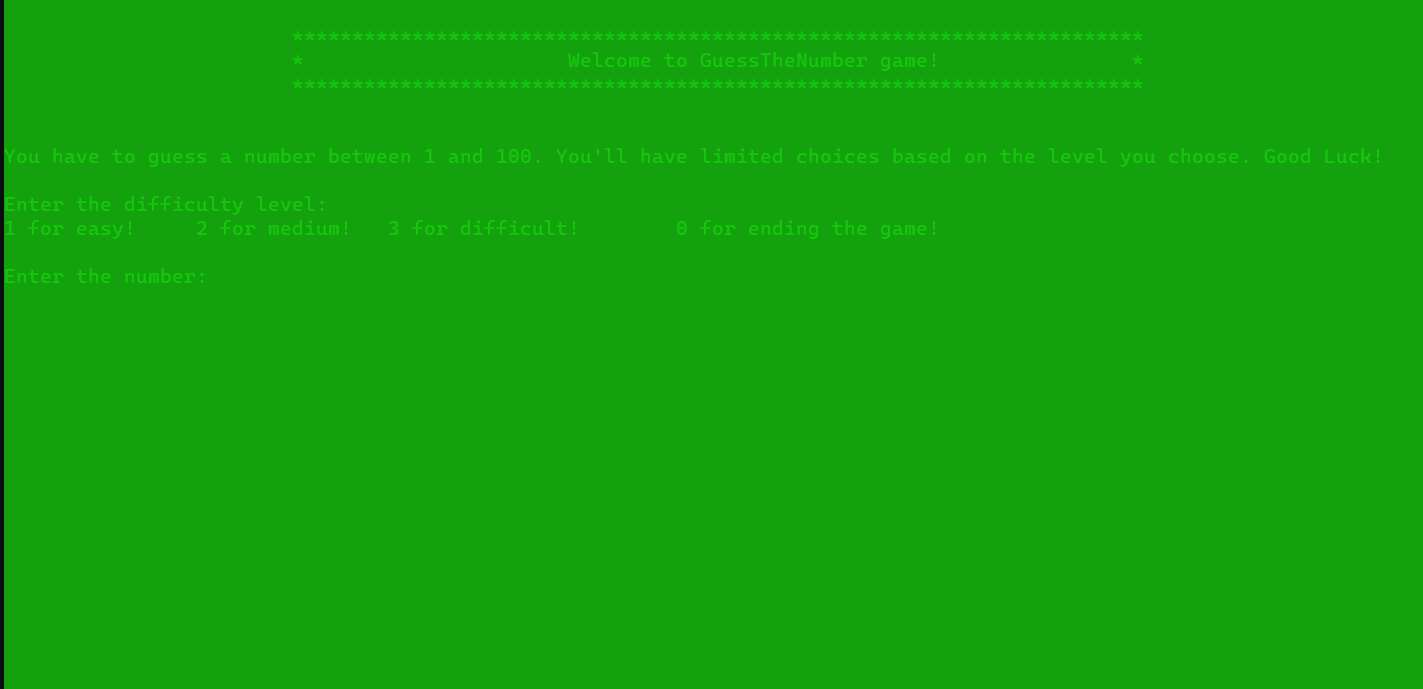 ***********************************************************************
* Welcome to GuessTheNumber game! *
***********************************************************************
You have to guess a number between 1 and 100. You'll have limited choices based on the level you choose. Good Luck!
Enter the difficulty level:
1 for easy! 2 for medium! 3 for difficult! 0 for ending the game!
Enter the number: